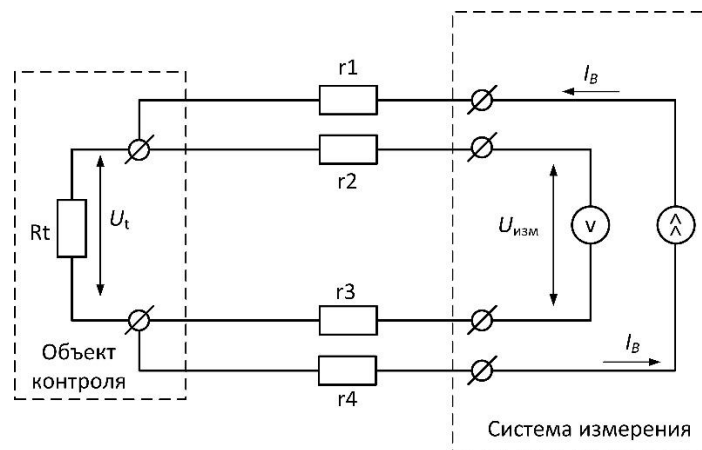 r1
I_B
r2
Rt
U_t
U_изм
V
r3
Объект
контроля
r4
I_B
Система измерения